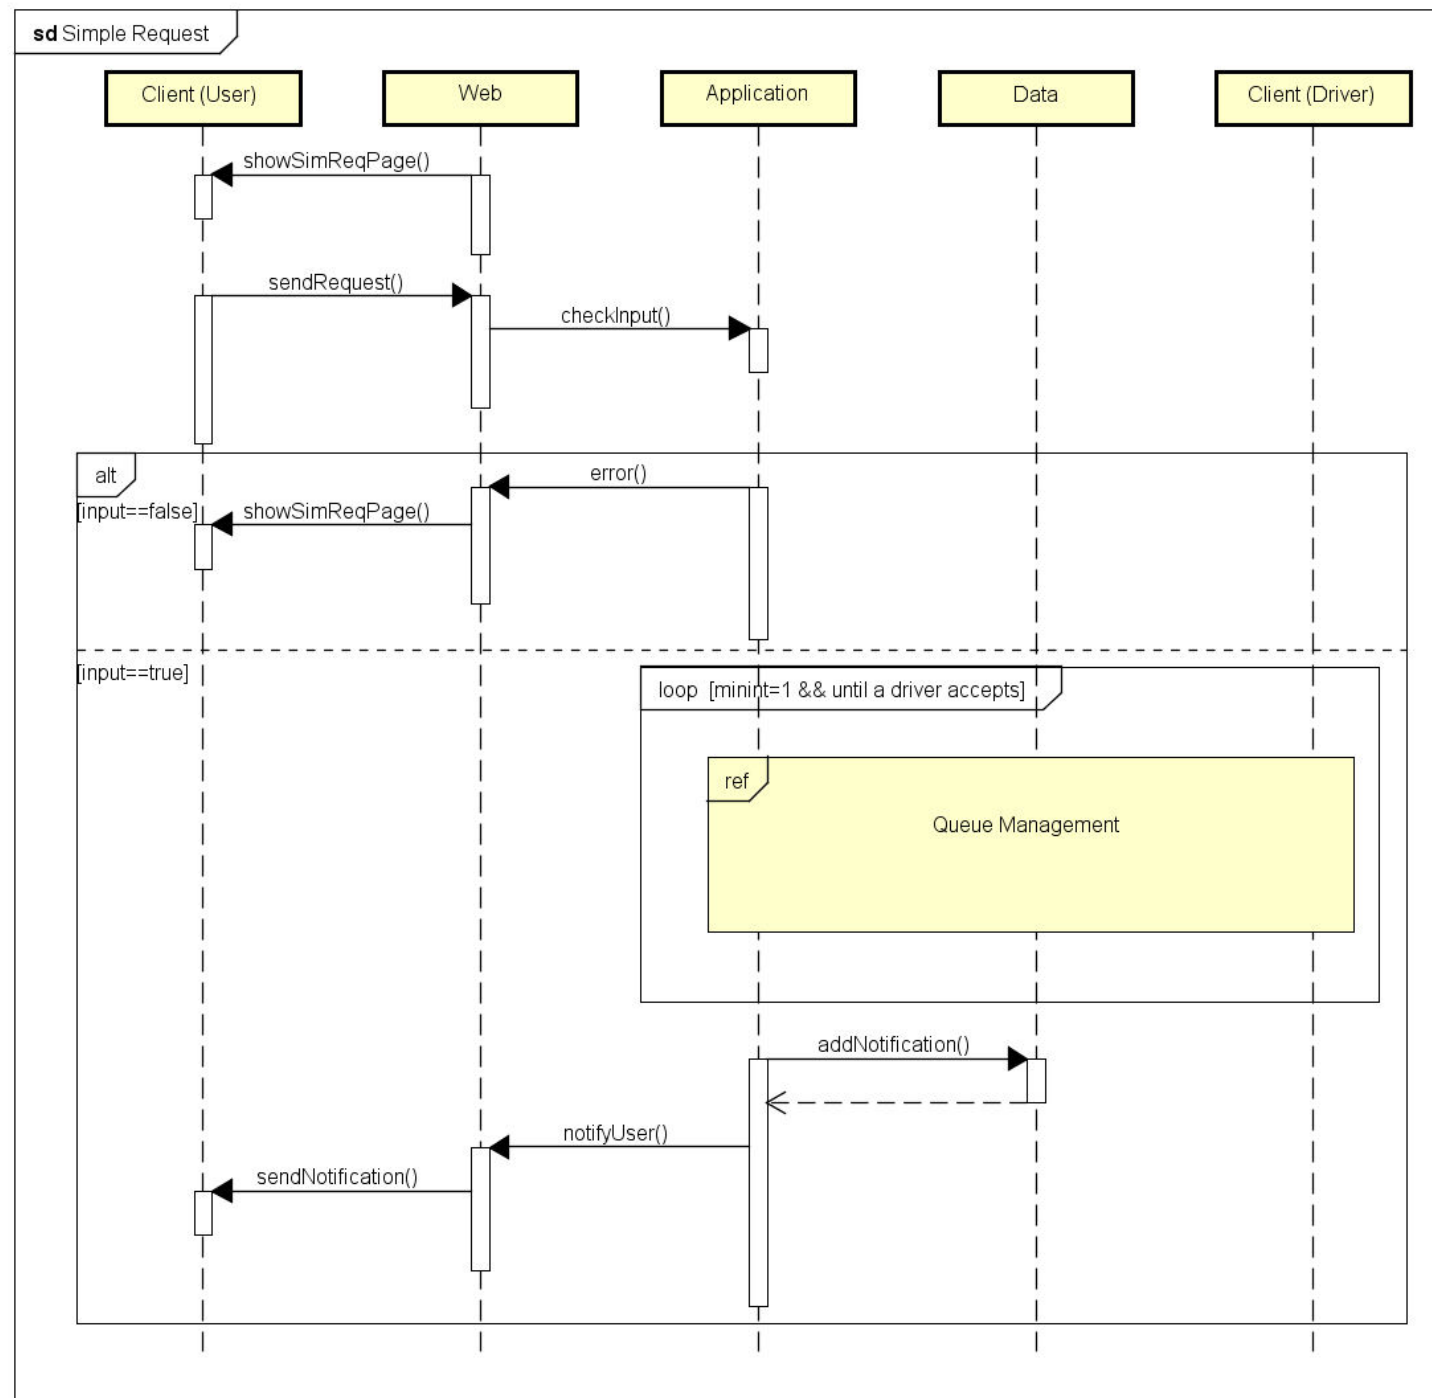 sd Simple Request
Client (User)
Web
Application
Data
Client (Driver)
showSimReqPage()
sendRequest()
checkInput()
alt
error()
[input==false]
showSimReqPage()
[input==true]
loop [minint=1 && until a driver accepts]
ref
Queue Management
addNotification()
notifyUser()
sendNotification()